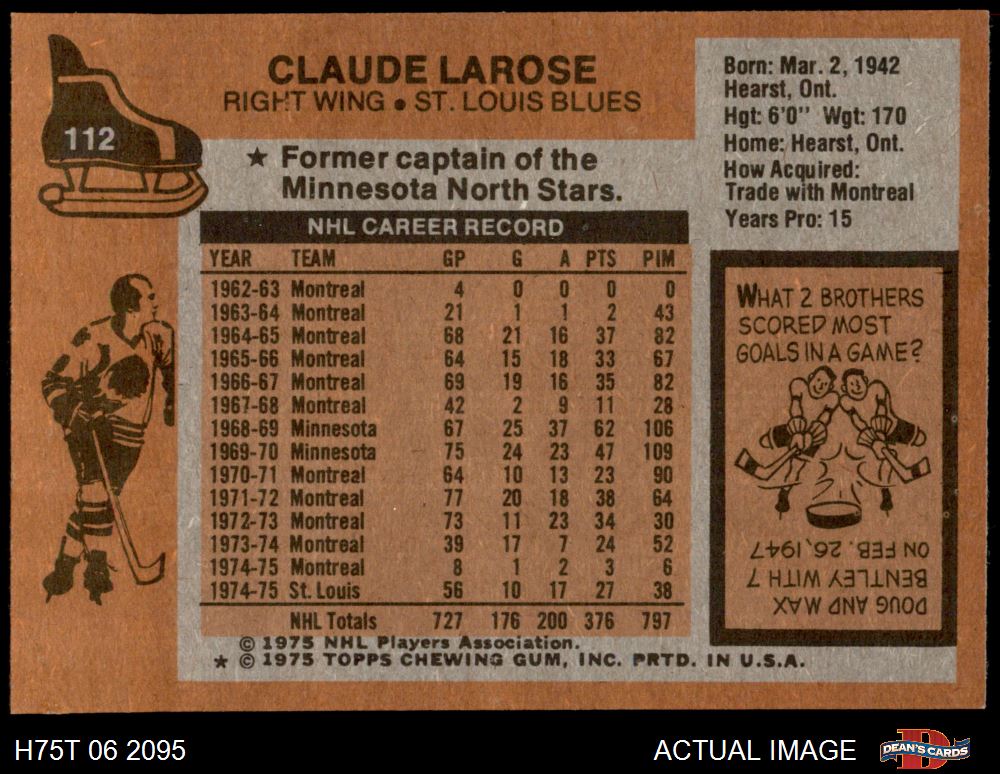 112
CLAUDE LAROSE
RIGHT WING ● ST. LOUIS BLUES
★ Former captain of the
Minnesota North Stars.
Born: Mar. 2, 1942
Hearst, Ont.
Hgt: 6'0" Wgt: 170
Home: Hearst, Ont.
How Acquired:
Trade with Montreal
Years Pro: 15
NHL CAREER RECORD
YEAR TEAM GP G A PTS PIM
1962-63 Montreal 4 0 0 0 0
1963-64 Montreal 21 1 1 2 43
1964-65 Montreal 68 21 16 37 82
1965-66 Montreal 64 15 18 33 67
1966-67 Montreal 69 19 16 35 82
1967-68 Montreal 42 2 9 11 28
1968-69 Minnesota 67 25 37 62 106
1969-70 Minnesota 75 24 23 47 109
1970-71 Montreal 64 10 13 23 90
1971-72 Montreal 77 20 18 38 64
1972-73 Montreal 73 11 23 34 30
1973-74 Montreal 39 17 7 24 52
1974-75 Montreal 8 1 2 3 6
1974-75 St. Louis 56 10 17 27 38
NHL Totals 727 176 200 376 797
© 1975 NHL Players Association.
★ © 1975 TOPPS CHEWING GUM, INC. PRTD. IN U.S.A.
WHAT 2 BROTHERS
SCORED MOST
GOALS IN A GAME?
DOUG AND MAX
BENTLEY WITH 7
ON FEB. 26, 1947
H75T 06 2095
ACTUAL IMAGE
D
DEAN'S CARDS